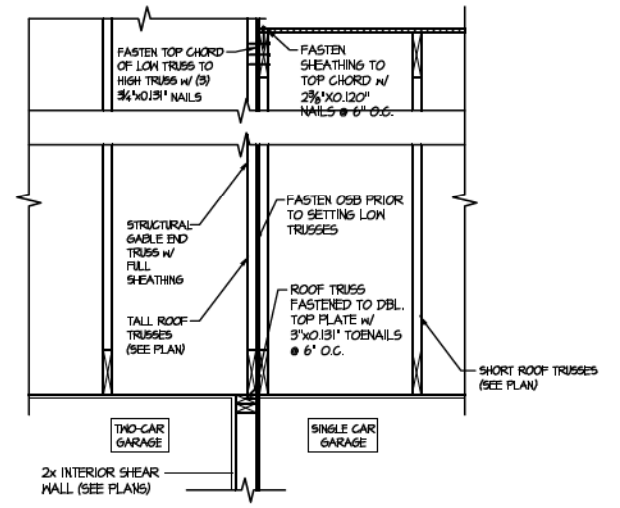 FASTEN TOP CHORD
OF LOW TRUSS TO
HIGH TRUSS W/ (3)
3/4"X0.131" NAILS
FASTEN
SHEATHING TO
TOP CHORD W/
2⅜"X0.120"
NAILS @ 6" O.C.
STRUCTURAL
GABLE END
TRUSS W/
FULL
SHEATHING
FASTEN OSB PRIOR
TO SETTING LOW
TRUSSES
TALL ROOF
TRUSSES
(SEE PLAN)
ROOF TRUSS
FASTENED TO DBL.
TOP PLATE W/
3"X0.131" TOENAILS
@ 6" O.C.
SHORT ROOF TRUSSES
(SEE PLAN)
TWO-CAR
GARAGE
SINGLE CAR
GARAGE
2x INTERIOR SHEAR
WALL (SEE PLANS)